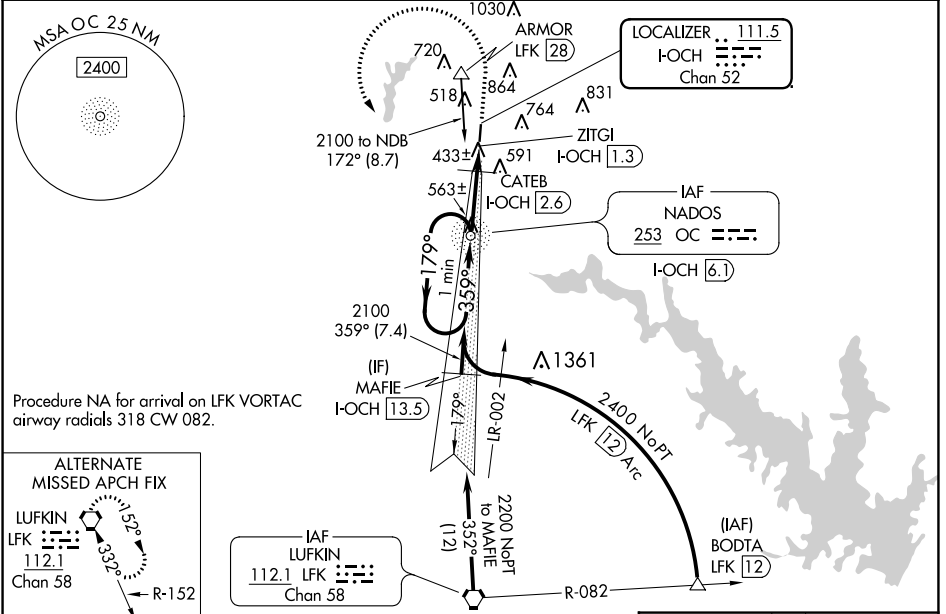 MSA OC 25 NM
2400
1030
ARMOR
LFK 28
720
864
518
LOCALIZER 111.5
I-OCH
Chan 52
764
831
2100 to NDB
172° (8.7)
ZITGI
I-OCH 1.3
433±
591
CATEB
I-OCH 2.6
563±
IAF
NADOS
253 OC
I-OCH 6.1
179°
1 min
359°
2100
359° (7.4)
1361
(IF)
MAFIE
I-OCH 13.5
179°
LR-002
2400 NoPT
LFK 12 Arc
Procedure NA for arrival on LFK VORTAC
airway radials 318 CW 082.
ALTERNATE
MISSED APCH FIX
LUFKIN
LFK
112.1
Chan 58
152°
332°
R-152
IAF
LUFKIN
112.1 LFK
Chan 58
2200 NoPT
to MAFIE
352°
(12)
R-082
(IAF)
BODTA
LFK 12